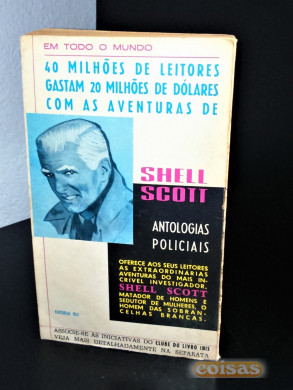 EM TODO O MUNDO
40 MILHÕES DE LEITORES
GASTAM 20 MILHÕES DE DÓLARES
COM AS AVENTURAS DE
SHELL
SCOTT
ANTOLOGIAS
POLICIAIS
OFERECE AOS SEUS LEITORES
AS EXTRAORDINÁRIAS
AVENTURAS DO MAIS IN-
CRÍVEL INVESTIGADOR,
SHELL SCOTT
MATADOR DE HOMENS E
SEDUTOR DE MULHERES, O
HOMEM DAS SOBRAN-
CELHAS BRANCAS.
EDITORIAL IBIS
ASSOCIE-SE ÀS INICIATIVAS DO CLUBE DO LIVRO IBIS
VEJA MAIS DETALHADAMENTE NA SEPARATA
coisas